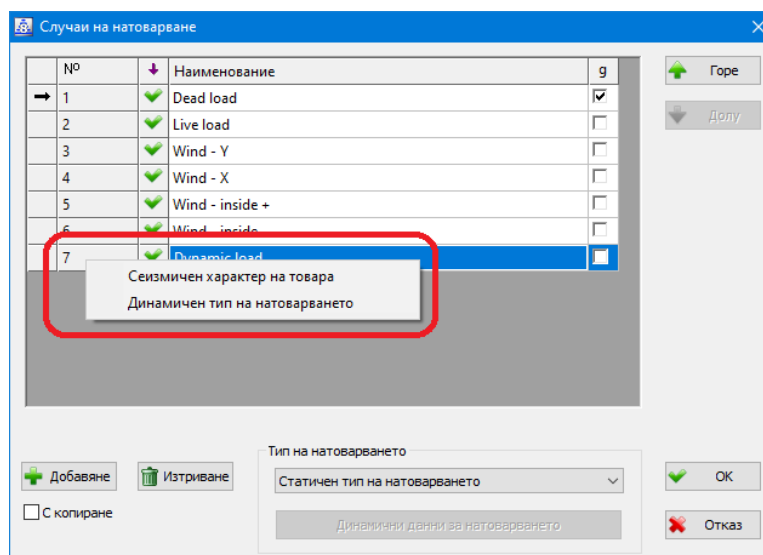 Случаи на натоварване
№ Наименование g
1 Dead load
2 Live load
3 Wind - Y
4 Wind - X
5 Wind - inside +
6 Wind - inside -
7 Dynamic load
Сеизмичен характер на товара
Динамичен тип на натоварването
Горе
Долу
Тип на натоварването
Добавяне
Изтриване
Статичен тип на натоварването
OK
С копиране
Динамични данни за натоварването
Отказ